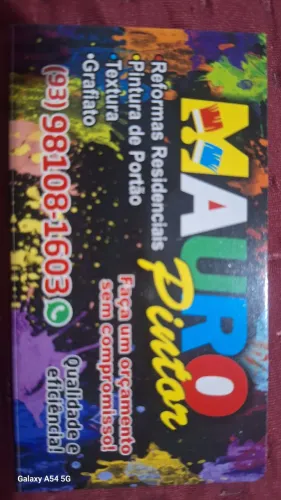 MAURO
Pintor
Reformas Residenciais
•Pintura de Portão
•Textura
•Grafiato
Faça um orçamento
sem compromisso!
(93) 98108-1603
Qualidade e
eficiência!
Galaxy A54 5G